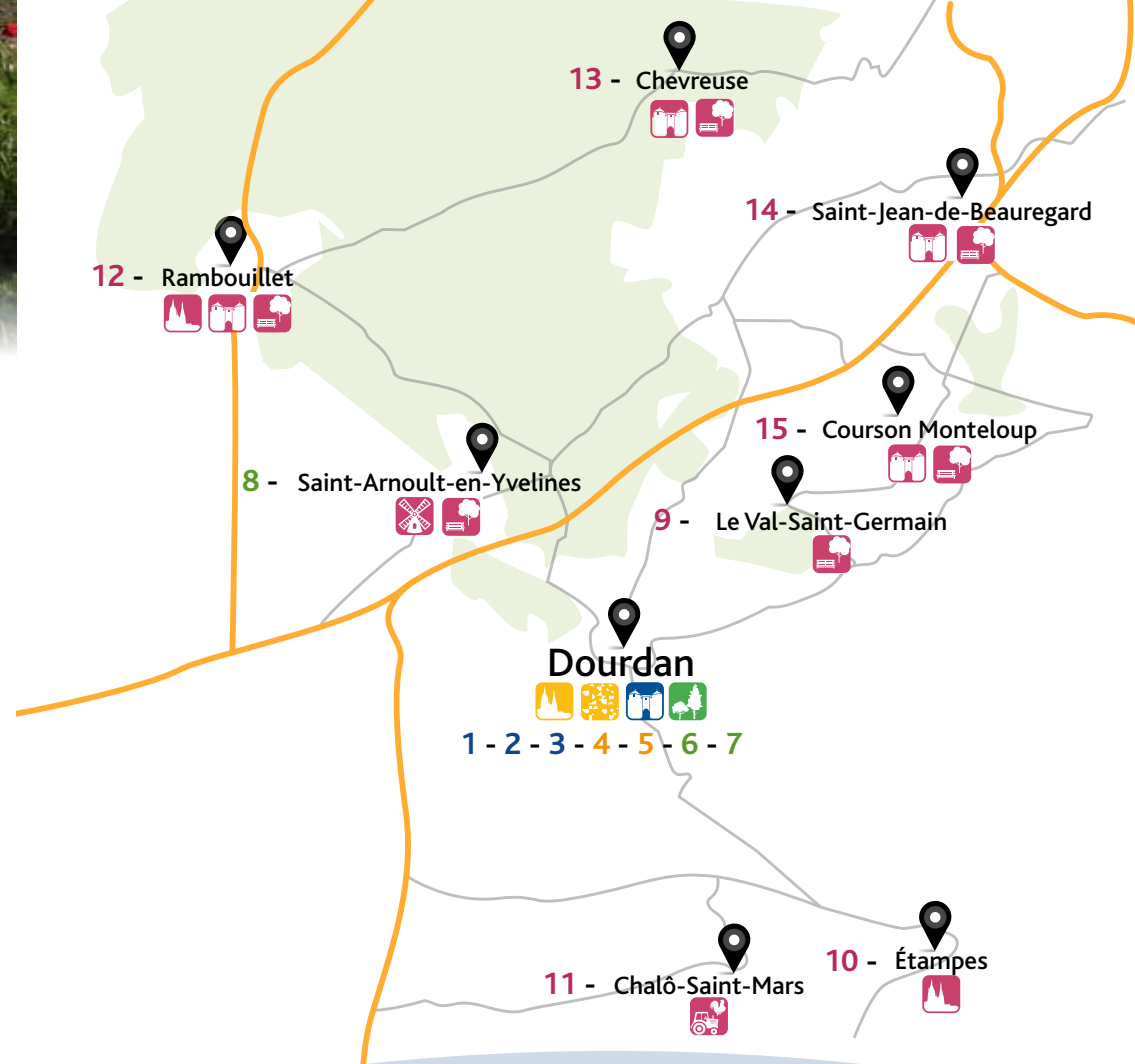 13 - Chevreuse
14 - Saint-Jean-de-Beauregard
12 - Rambouillet
15 - Courson Monteloup
8 - Saint-Arnoult-en-Yvelines
9 - Le Val-Saint-Germain
Dourdan
1 - 2 - 3 - 4 - 5 - 6 - 7
10 - Étampes
11 - Chalô-Saint-Mars